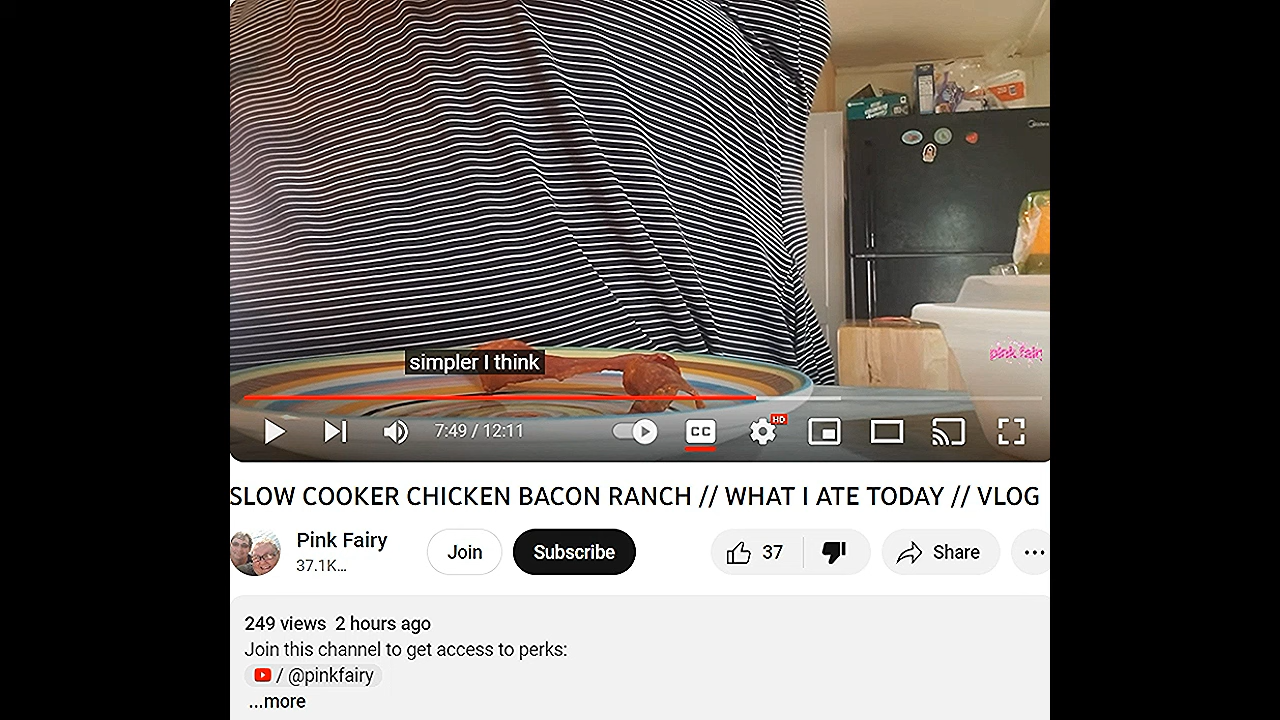 Midea
simpler I think
pink fairy
7:49 / 12:11
CC
HD
SLOW COOKER CHICKEN BACON RANCH // WHAT I ATE TODAY // VLOG
Pink Fairy
37.1K…
Join
Subscribe
37
Share
249 views 2 hours ago
Join this channel to get access to perks:
/ @pinkfairy
...more